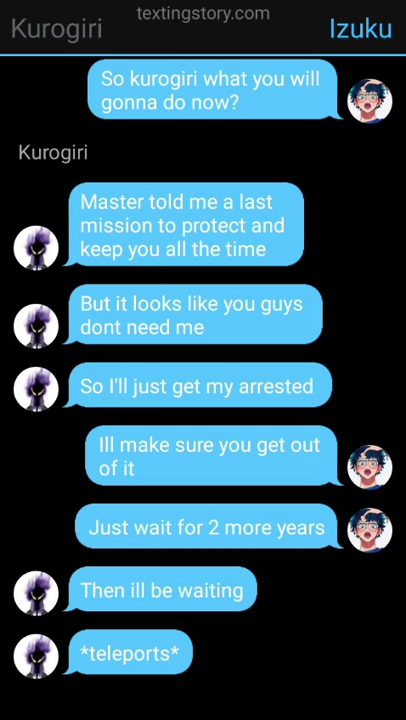 textingstory.com
Kurogiri
Izuku
So kurogiri what you will
gonna do now?
Kurogiri
Master told me a last
mission to protect and
keep you all the time
But it looks like you guys
dont need me
So I'll just get my arrested
Ill make sure you get out
of it
Just wait for 2 more years
Then ill be waiting
*teleports*